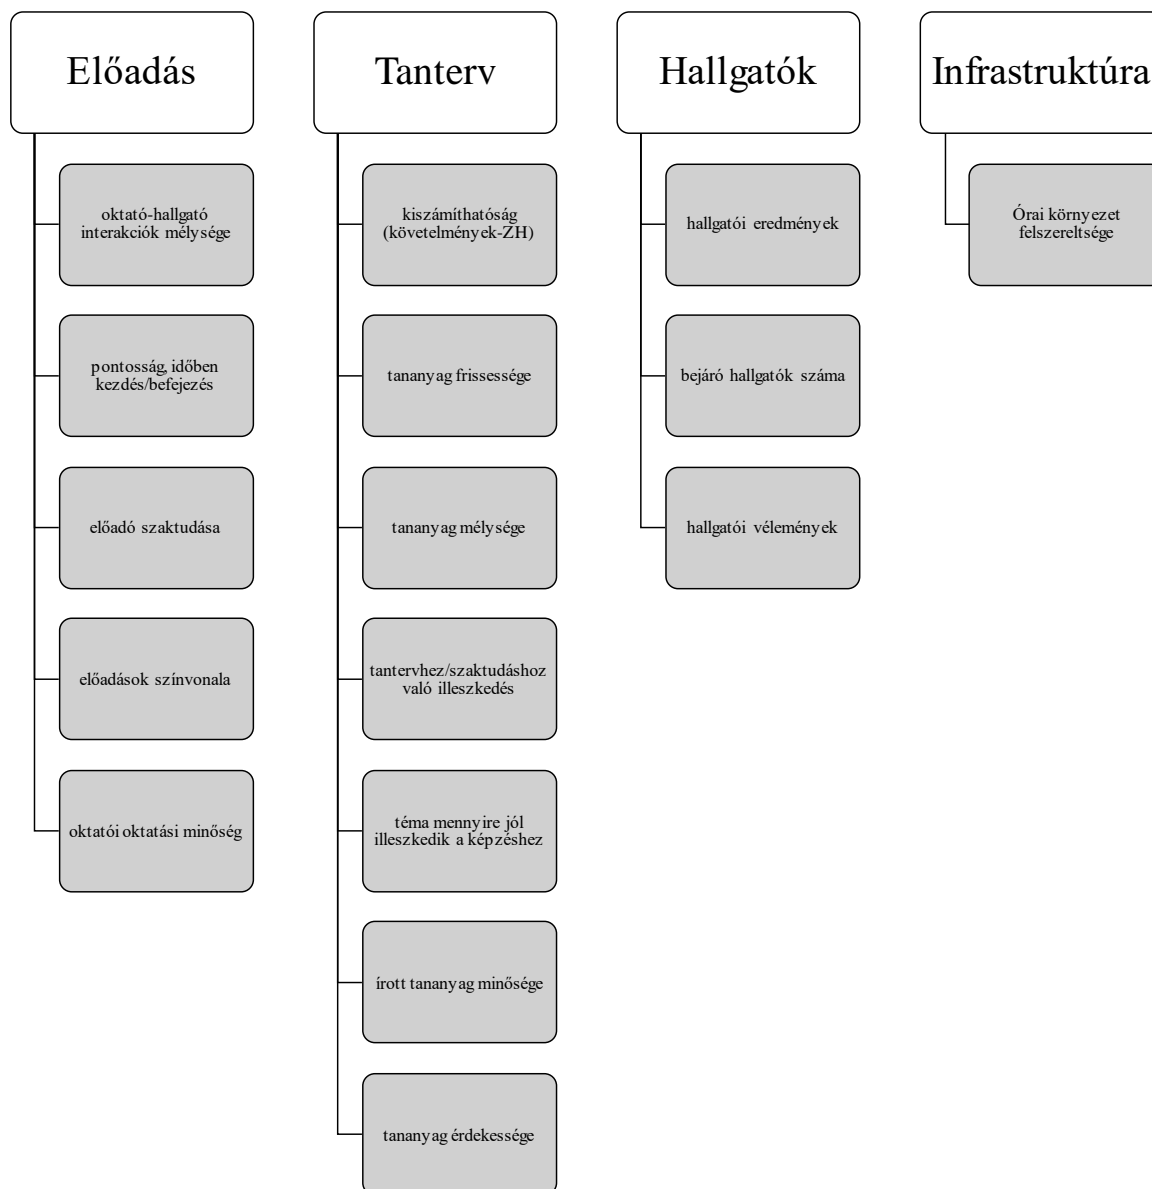 Előadás
oktató-hallgató
interakciók mélysége
pontosság, időben
kezdés/befejezés
előadó szaktudása
előadások színvonala
oktatói oktatási minőség
Tanterv
kiszámíthatóság
(követelmények-ZH)
tananyag frissessége
tananyag mélysége
tantervhez/szaktudáshoz
való illeszkedés
téma mennyire jól
illeszkedik a képzéshez
írott tananyag minősége
tananyag érdekessége
Hallgatók
hallgatói eredmények
bejáró hallgatók száma
hallgatói vélemények
Infrastruktúra
Órai környezet
felszereltsége